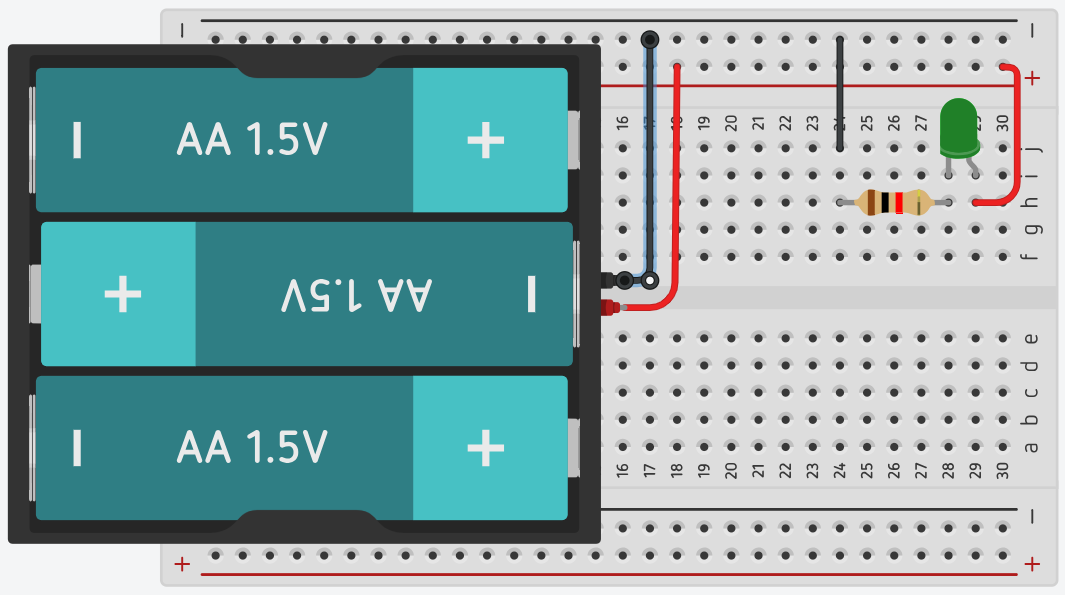 − −
+
16 17 18 19 20 21 22 23 24 25 26 27 29 30
− AA 1.5V +
j
i
h
g
f
+ AA 1.5V −
e
d
c
b
a
− AA 1.5V +
16 17 18 19 20 21 22 23 24 25 26 27 28 29 30
−
+ +